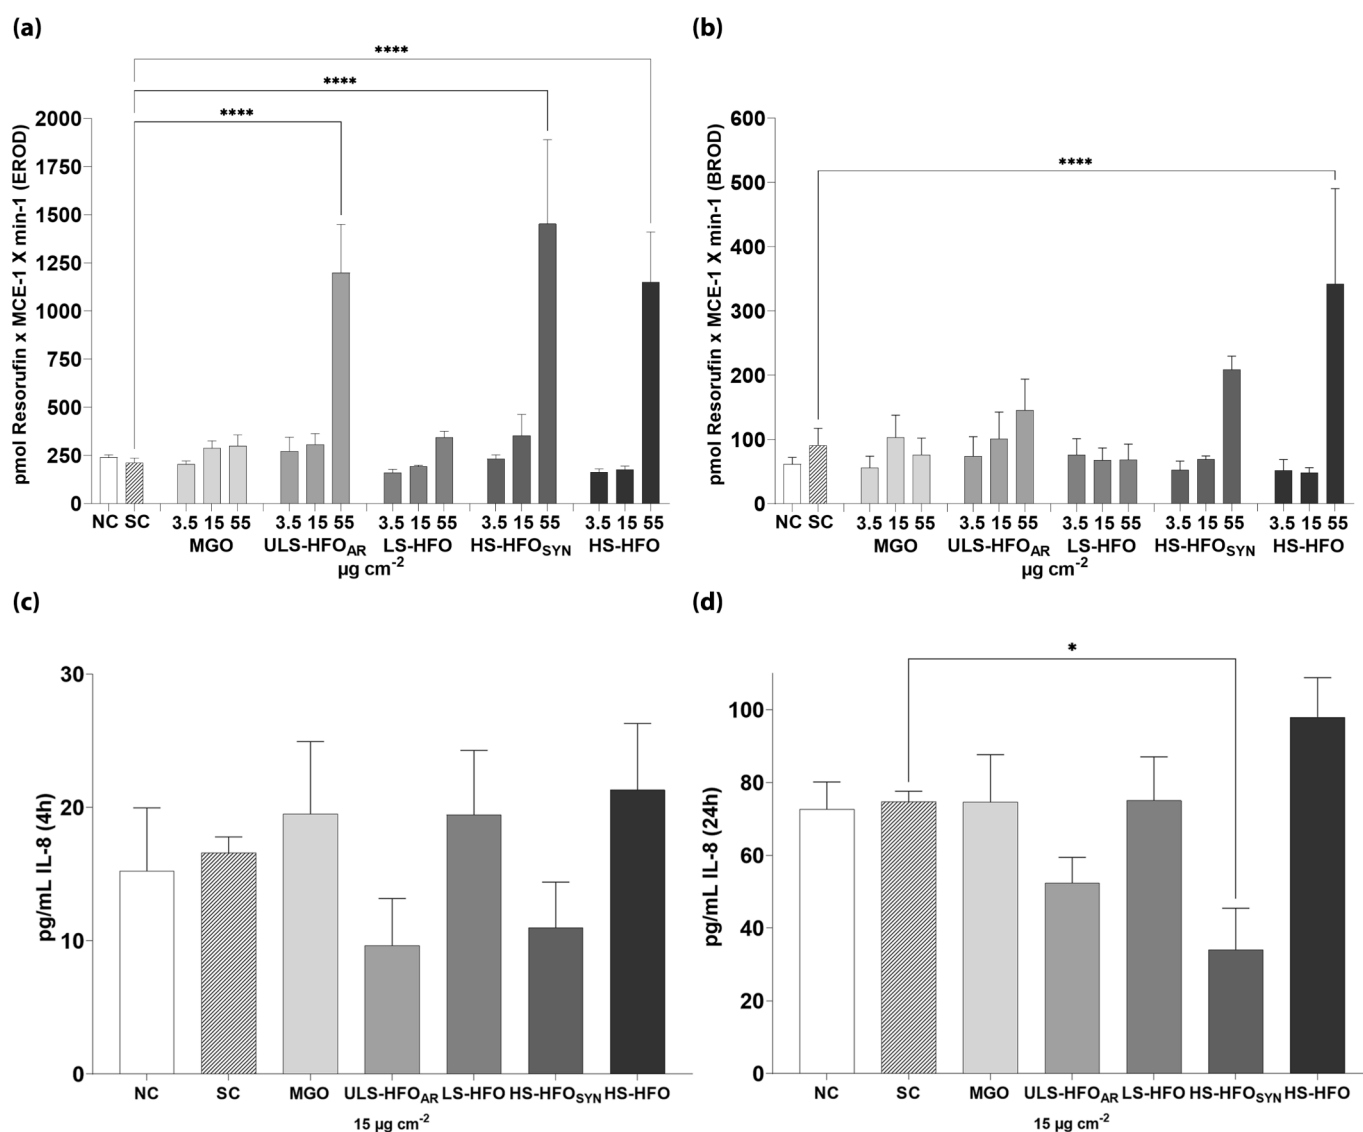 (a)
****
****
****
pmol Resorufin x MCE-1 X min-1 (EROD)
2000
1750
1500
1250
1000
750
500
250
0
NC SC 3.5 15 55 3.5 15 55 3.5 15 55 3.5 15 55 3.5 15 55
MGO ULS-HFOAR LS-HFO HS-HFOSYN HS-HFO
µg cm-2
(b)
****
pmol Resorufin x MCE-1 X min-1 (BROD)
600
500
400
300
200
100
0
NC SC 3.5 15 55 3.5 15 55 3.5 15 55 3.5 15 55 3.5 15 55
MGO ULS-HFOAR LS-HFO HS-HFOSYN HS-HFO
µg cm-2
(c)
pg/mL IL-8 (4h)
30
20
10
0
NC SC MGO ULS-HFOAR LS-HFO HS-HFOSYN HS-HFO
15 µg cm-2
(d)
*
pg/mL IL-8 (24h)
100
80
60
40
20
0
NC SC MGO ULS-HFOAR LS-HFO HS-HFOSYN HS-HFO
15 µg cm-2